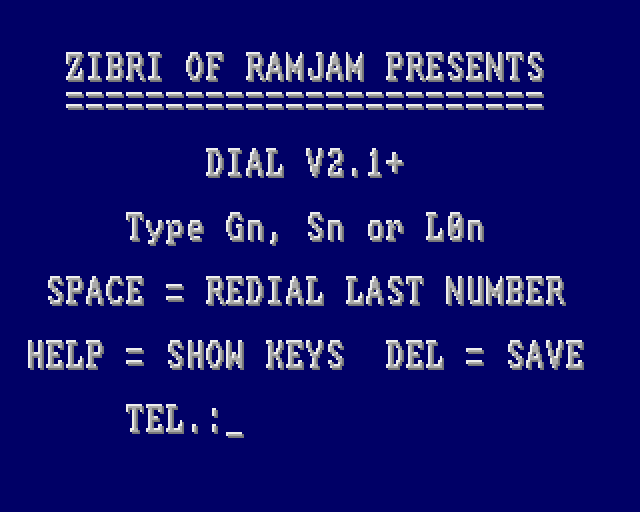 ZIBRI OF RAMJAM PRESENTS
========================
DIAL V2.1+
Type Gn, Sn or L0n
SPACE = REDIAL LAST NUMBER
HELP = SHOW KEYS  DEL = SAVE
TEL.:_